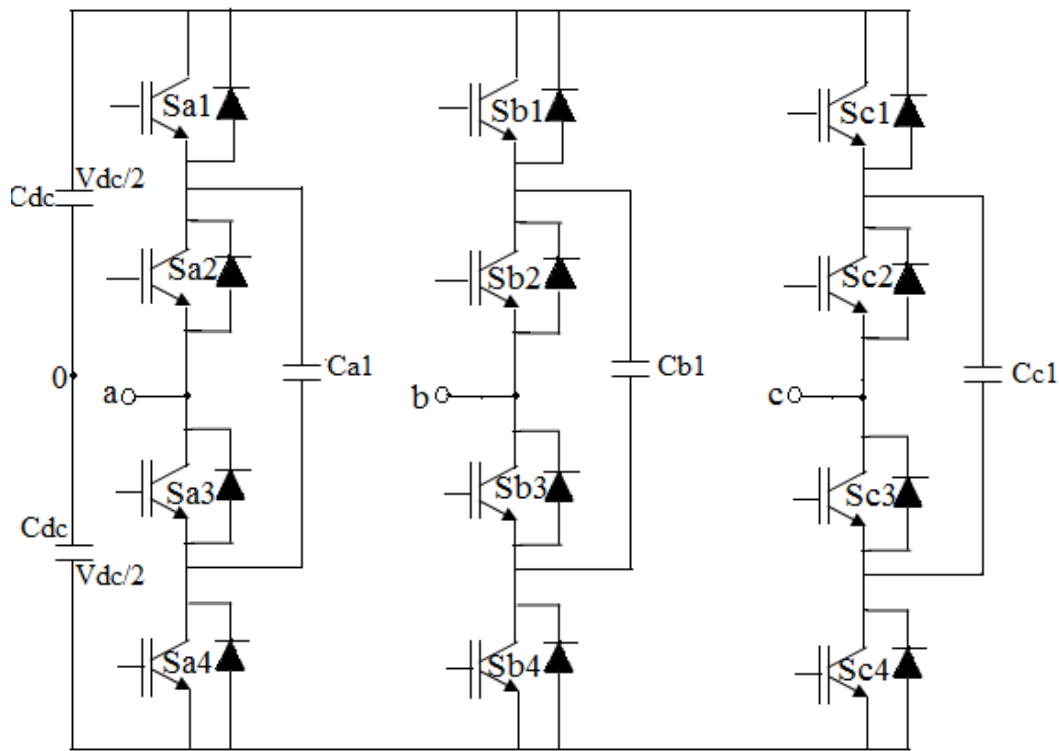 Sa1
Sb1
Sc1
Vdc/2
Cdc
Sa2
Sb2
Sc2
0
a
Ca1
b
Cb1
c
Cc1
Sa3
Sb3
Sc3
Cdc
Vdc/2
Sa4
Sb4
Sc4